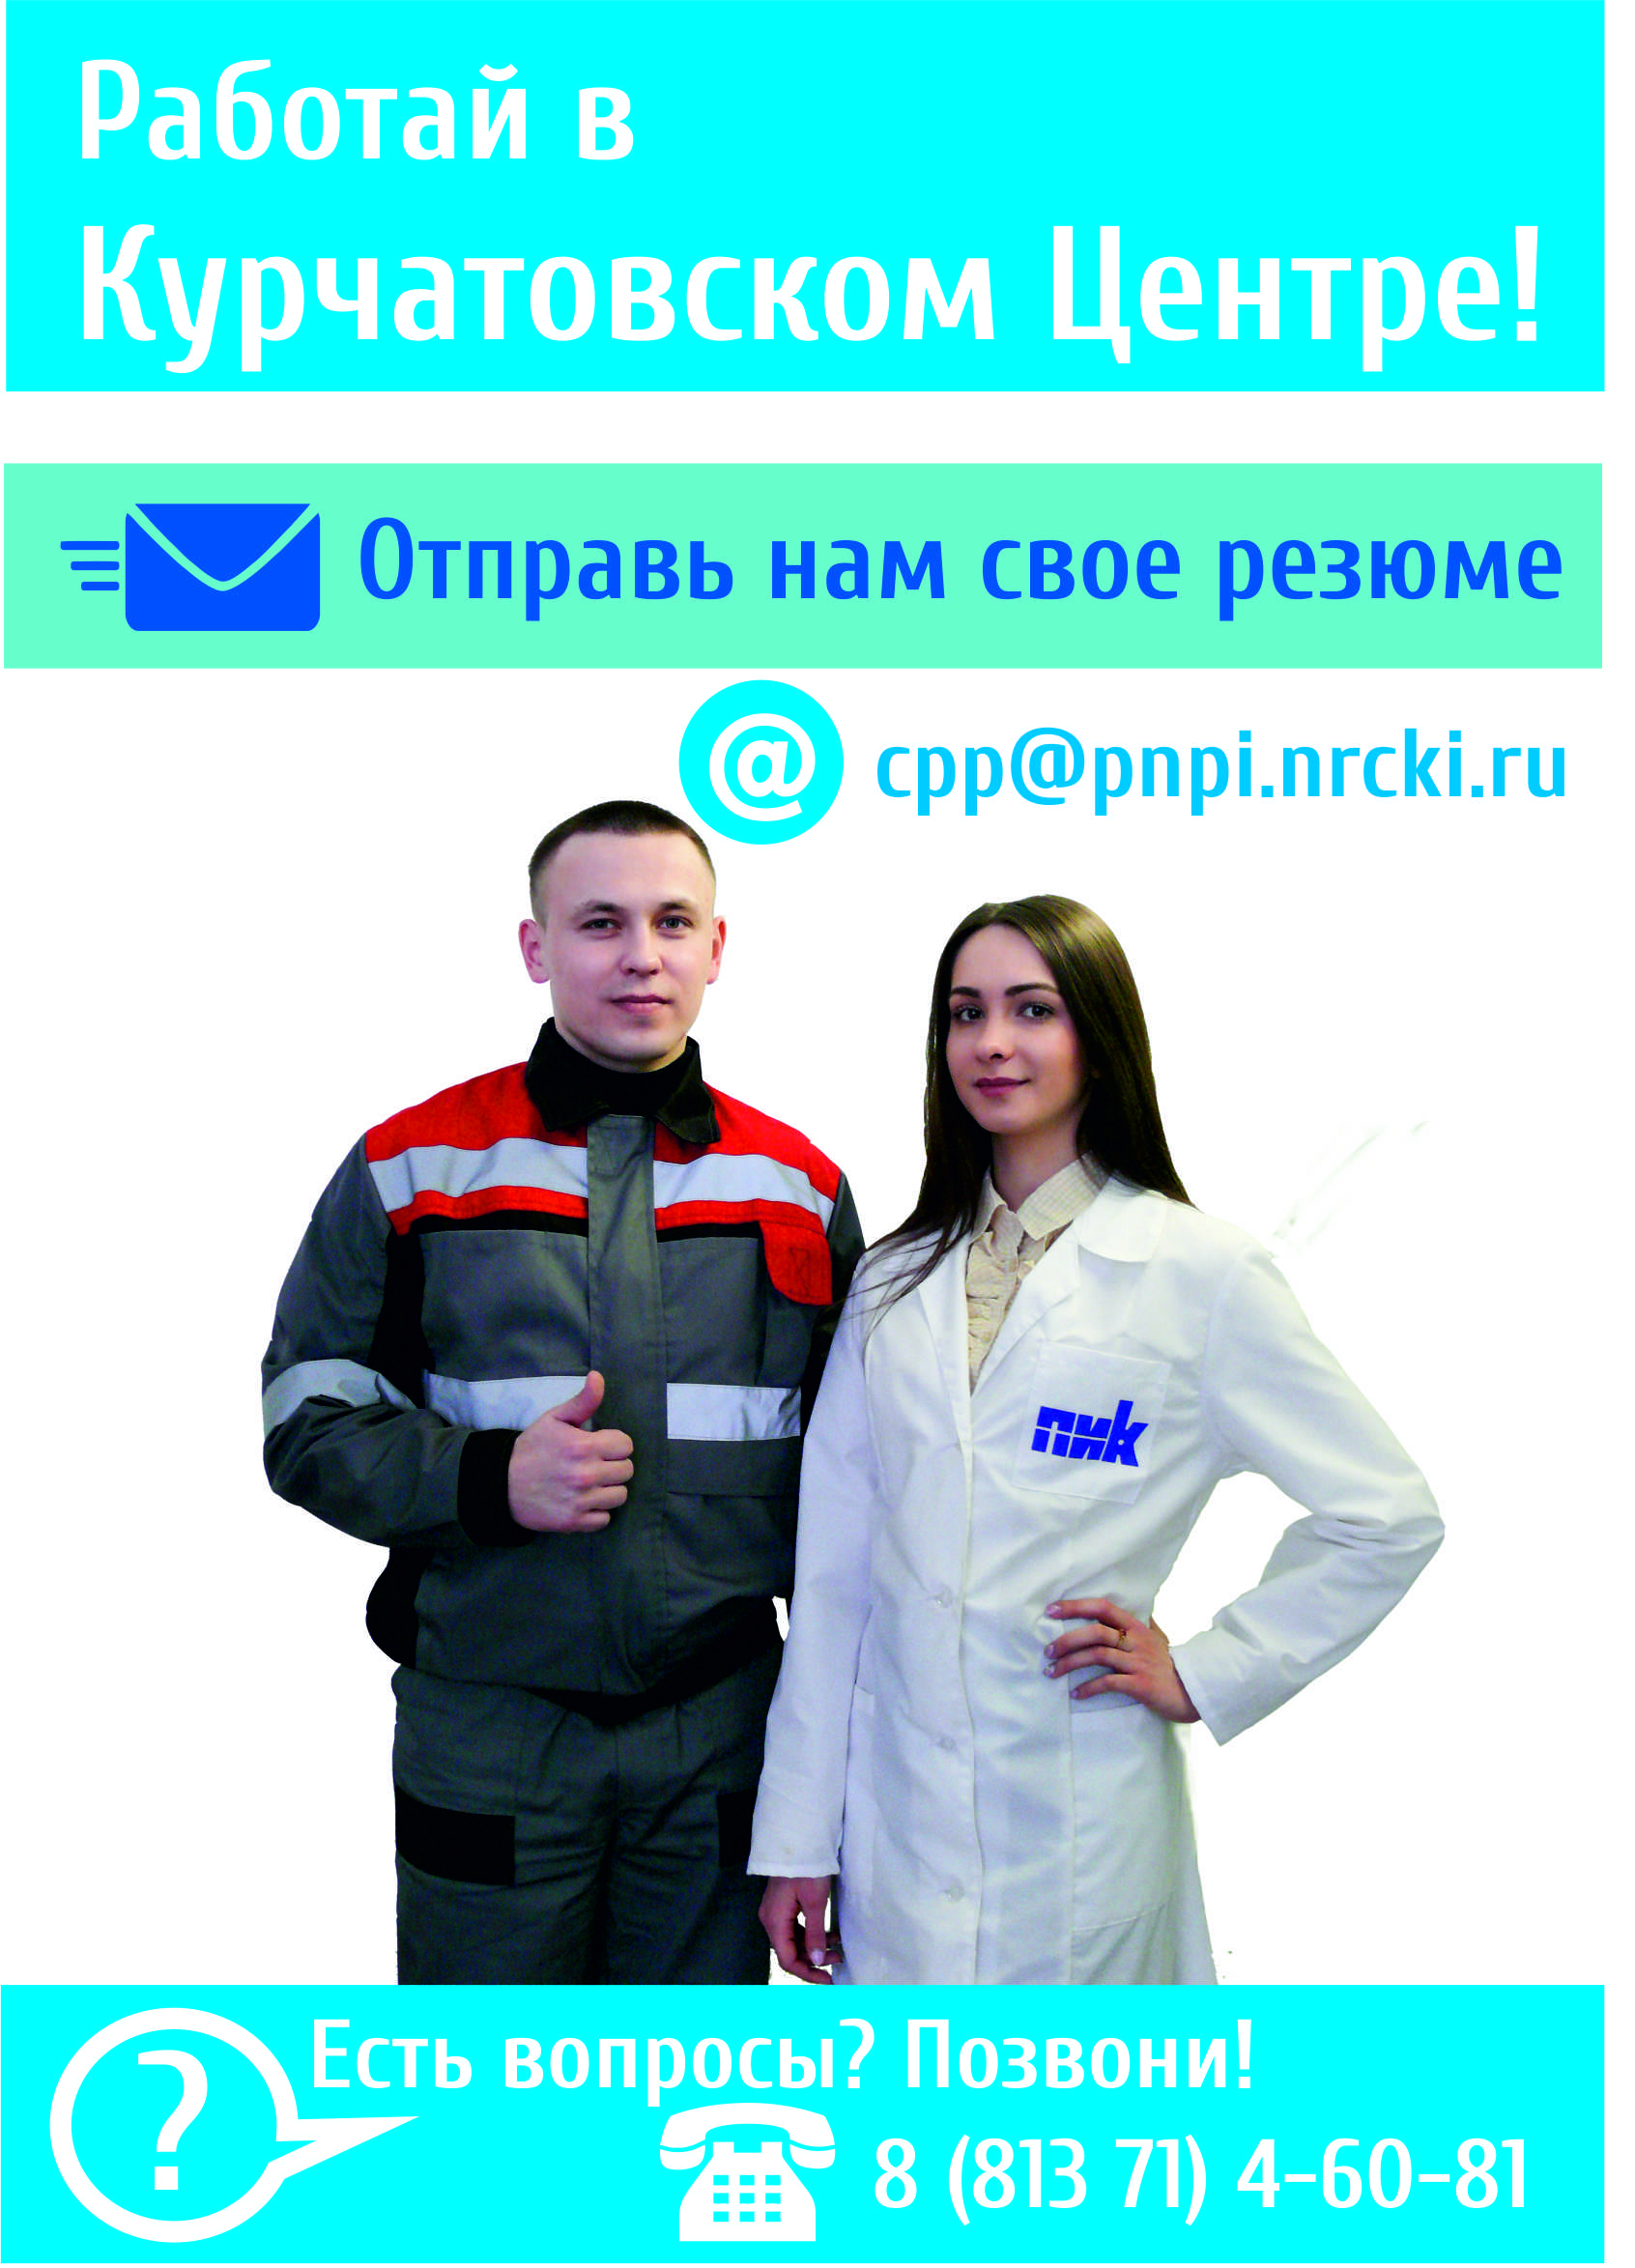 Работай в
Курчатовском Центре!
Отправь нам свое резюме
@ cpp@pnpi.nrcki.ru
пик
? Есть вопросы? Позвони!
8 (813 71) 4-60-81